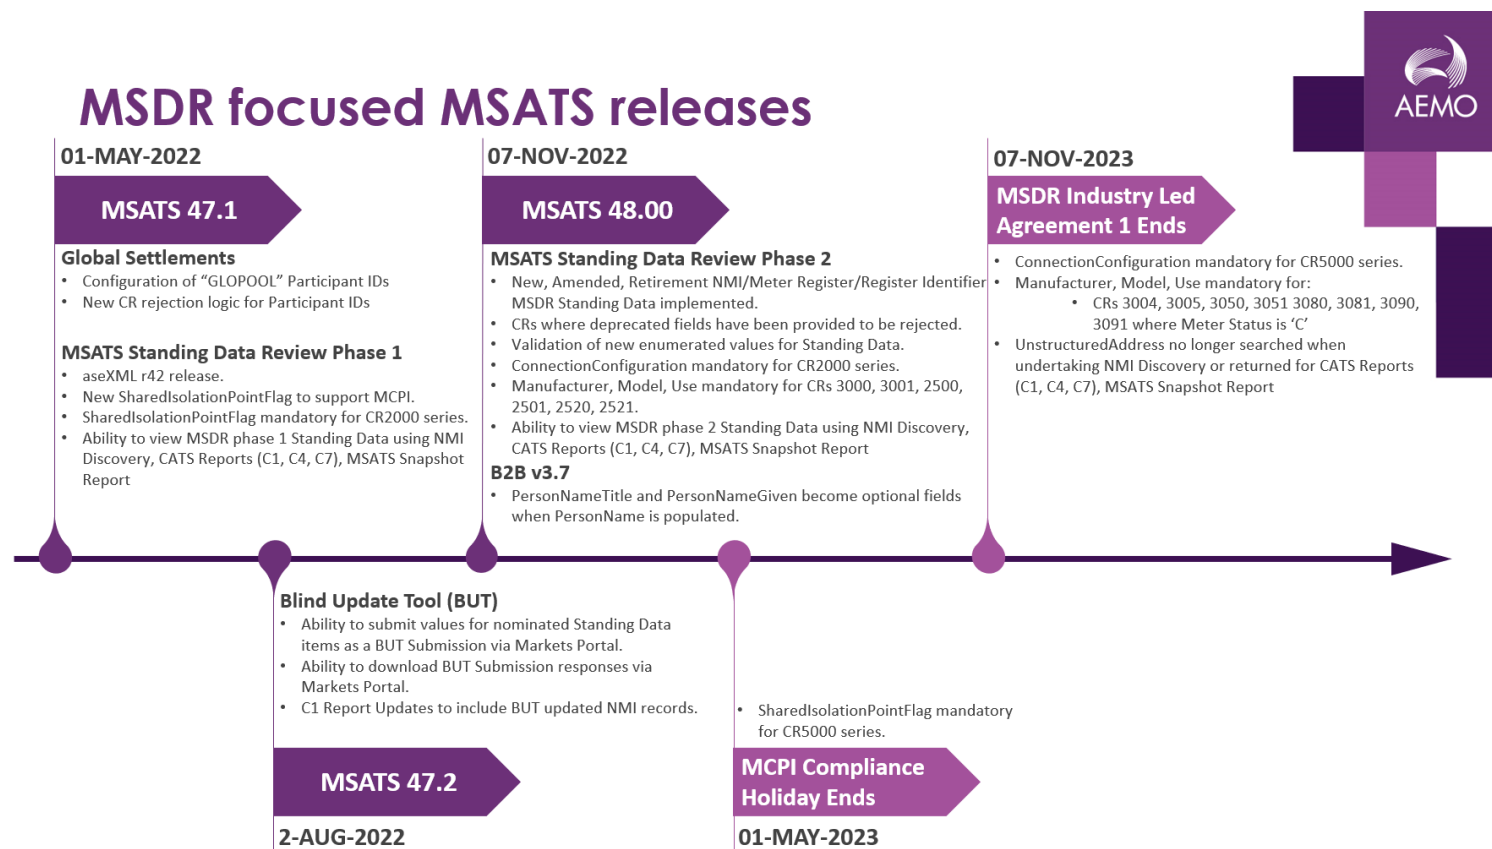 MSDR focused MSATS releases
AEMO
01-MAY-2022
MSATS 47.1
Global Settlements
• Configuration of “GLOPOOL” Participant IDs
• New CR rejection logic for Participant IDs
MSATS Standing Data Review Phase 1
• aseXML r42 release.
• New SharedIsolationPointFlag to support MCPI.
• SharedIsolationPointFlag mandatory for CR2000 series.
• Ability to view MSDR phase 1 Standing Data using NMI
Discovery, CATS Reports (C1, C4, C7), MSATS Snapshot
Report
07-NOV-2022
MSATS 48.00
MSATS Standing Data Review Phase 2
• New, Amended, Retirement NMI/Meter Register/Register Identifier
MSDR Standing Data implemented.
• CRs where deprecated fields have been provided to be rejected.
• Validation of new enumerated values for Standing Data.
• ConnectionConfiguration mandatory for CR2000 series.
• Manufacturer, Model, Use mandatory for CRs 3000, 3001, 2500,
2501, 2520, 2521.
• Ability to view MSDR phase 2 Standing Data using NMI Discovery,
CATS Reports (C1, C4, C7), MSATS Snapshot Report
B2B v3.7
• PersonNameTitle and PersonNameGiven become optional fields
when PersonName is populated.
07-NOV-2023
MSDR Industry Led
Agreement 1 Ends
• ConnectionConfiguration mandatory for CR5000 series.
• Manufacturer, Model, Use mandatory for:
• CRs 3004, 3005, 3050, 3051 3080, 3081, 3090,
3091 where Meter Status is ‘C’
• UnstructuredAddress no longer searched when
undertaking NMI Discovery or returned for CATS Reports
(C1, C4, C7), MSATS Snapshot Report
Blind Update Tool (BUT)
• Ability to submit values for nominated Standing Data
items as a BUT Submission via Markets Portal.
• Ability to download BUT Submission responses via
Markets Portal.
• C1 Report Updates to include BUT updated NMI records.
MSATS 47.2
2-AUG-2022
• SharedIsolationPointFlag mandatory
for CR5000 series.
MCPI Compliance
Holiday Ends
01-MAY-2023